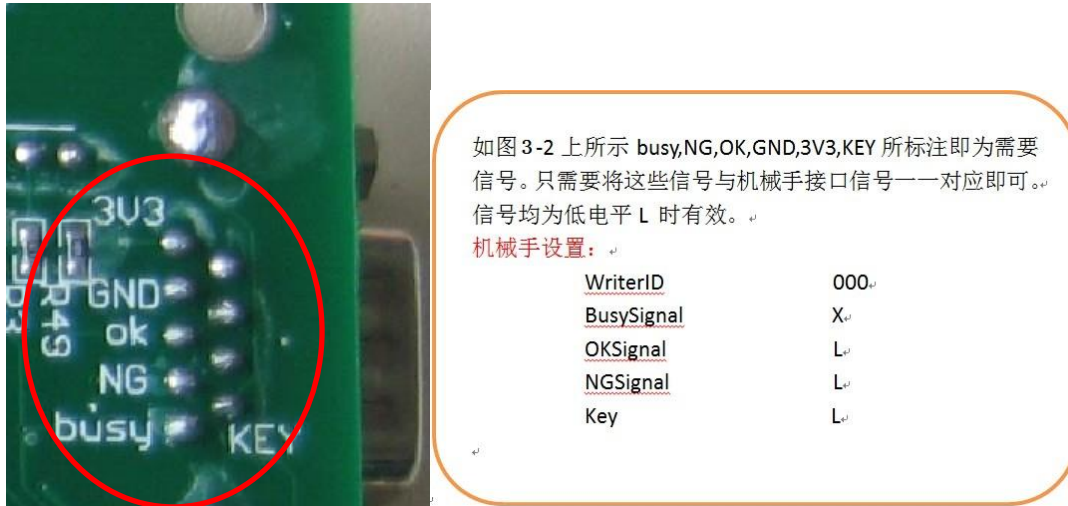 3V3
GND
ok
NG
busy
KEY
R49
如图3-2 上所示 busy,NG,OK,GND,3V3,KEY 所标注即为需要
信号。只需要将这些信号与机械手接口信号一一对应即可。
信号均为低电平 L 时有效。
机械手设置：
WriterID 000
BusySignal X
OKSignal L
NGSignal L
Key L